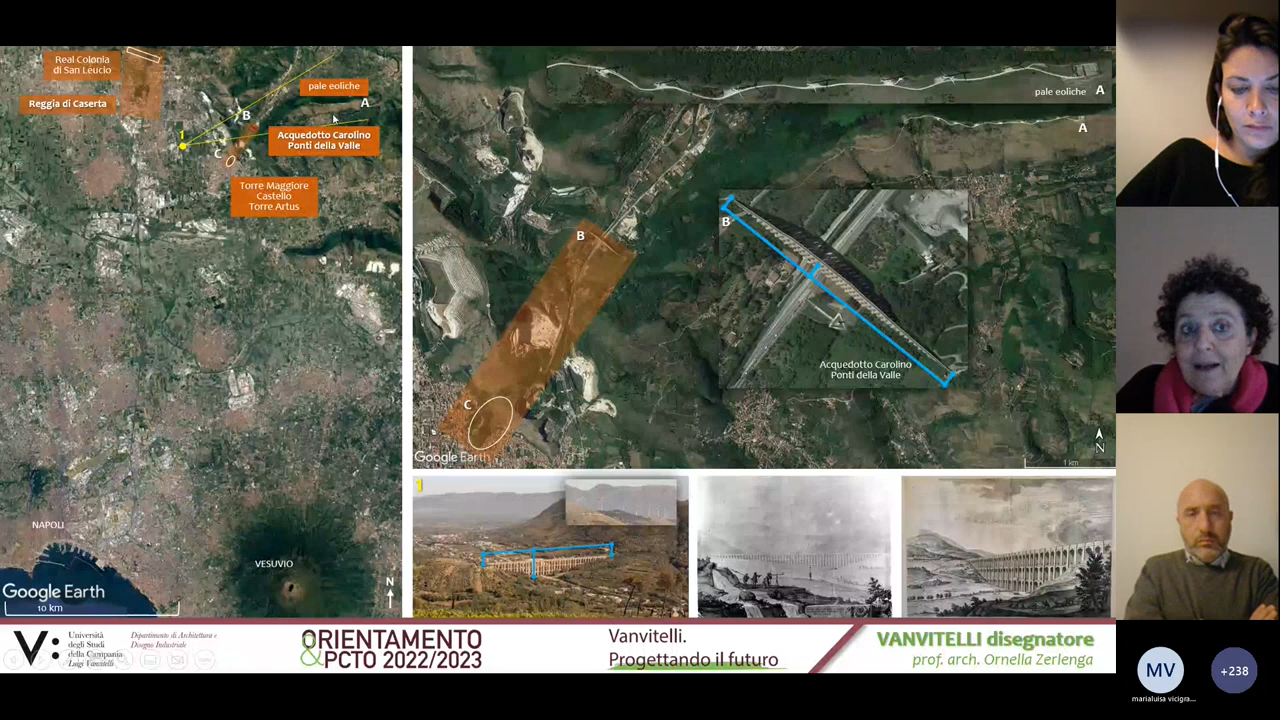 Real Colonia
di San Leucio
Reggia di Caserta
pale eoliche
A
B
1
C
Acquedotto Carolino
Ponti della Valle
Torre Maggiore
Castello
Torre Artus
NAPOLI
VESUVIO
Google Earth
10 km
N
pale eoliche A
A
B
B
C
Acquedotto Carolino
Ponti della Valle
Google Earth
N
1 km
1
V:
Università
degli Studi
della Campania
Luigi Vanvitelli
Dipartimento di Architettura e
Disegno Industriale
ORIENTAMENTO
&PCTO 2022/2023
Vanvitelli.
Progettando il futuro
VANVITELLI disegnatore
prof. arch. Ornella Zerlenga
MV
+238
marialuisa vicigra...